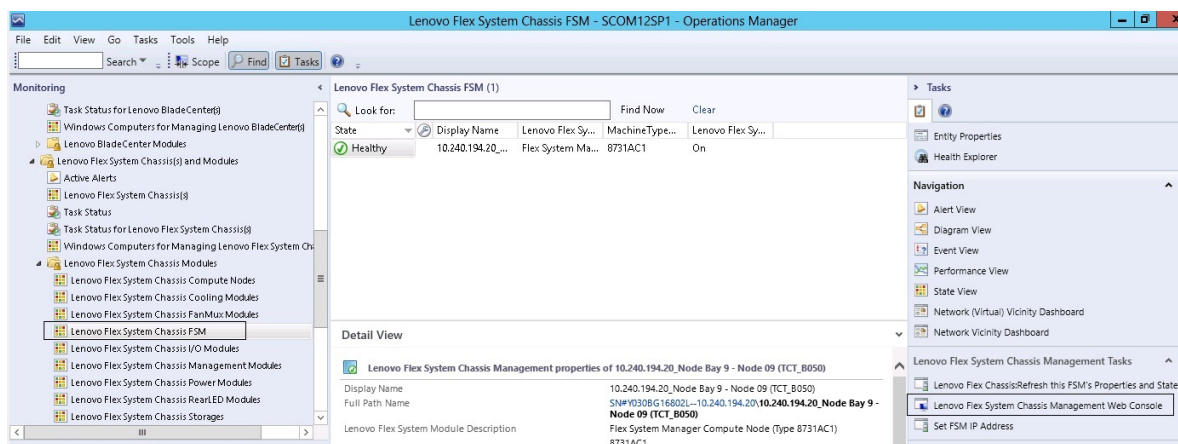 Lenovo Flex System Chassis FSM - SCOM12SP1 - Operations Manager
File Edit View Go Tasks Tools Help
Search Scope Find Tasks
Monitoring
Task Status for Lenovo BladeCenter(s)
Windows Computers for Managing Lenovo BladeCenter(s)
Lenovo BladeCenter Modules
Lenovo Flex System Chassis(s) and Modules
Active Alerts
Lenovo Flex System Chassis(s)
Task Status
Task Status for Lenovo Flex System Chassis(s)
Windows Computers for Managing Lenovo Flex System Ch
Lenovo Flex System Chassis Modules
Lenovo Flex System Chassis Compute Nodes
Lenovo Flex System Chassis Cooling Modules
Lenovo Flex System Chassis FanMux Modules
Lenovo Flex System Chassis FSM
Lenovo Flex System Chassis I/O Modules
Lenovo Flex System Chassis Management Modules
Lenovo Flex System Chassis Power Modules
Lenovo Flex System Chassis RearLED Modules
Lenovo Flex System Chassis Storages
Lenovo Flex System Chassis FSM (1)
Look for: Find Now Clear
State Display Name Lenovo Flex Sy... MachineType... Lenovo Flex Sy...
Healthy 10.240.194.20_... Flex System Ma... 8731AC1 On
Detail View
Lenovo Flex System Chassis Management properties of 10.240.194.20_Node Bay 9 - Node 09 (TCT_B050)
Display Name 10.240.194.20_Node Bay 9 - Node 09 (TCT_B050)
Full Path Name SN#Y030BG16802L--10.240.194.20\10.240.194.20_Node Bay 9 -
Node 09 (TCT_B050)
Lenovo Flex System Module Description Flex System Manager Compute Node (Type 8731AC1)
8731AC1
Tasks
Entity Properties
Health Explorer
Navigation
Alert View
Diagram View
Event View
Performance View
State View
Network (Virtual) Vicinity Dashboard
Network Vicinity Dashboard
Lenovo Flex System Chassis Management Tasks
Lenovo Flex Chassis:Refresh this FSM's Properties and State
Lenovo Flex System Chassis Management Web Console
Set FSM IP Address